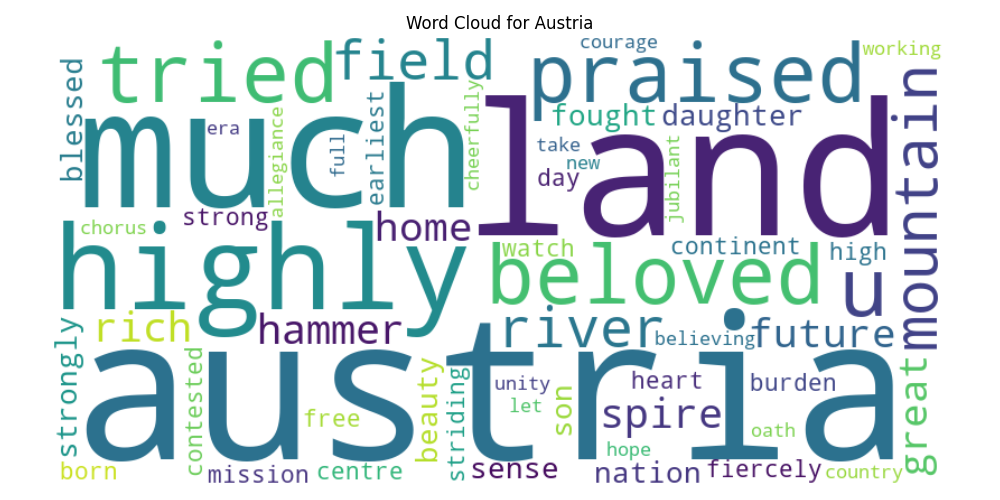 Word Cloud for Austria
courage
working
tried
field
praised
blessed
much
era
allegiance
full
earliest
cheerfully
land
fought
daughter
take
new
day
jubilant
mountain
chorus
strong
home
highly
watch
continent
high
beloved
u
rich
hammer
river
believing
future
strongly
austria
contested
free
beauty
striding
unity
let
son
heart
burden
spire
oath
great
hope
born
mission
centre
sense
nation
fiercely
country